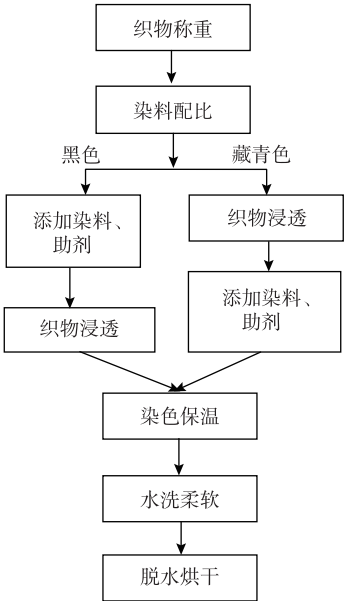 织物称重
染料配比
黑色
藏青色
添加染料、
助剂
织物浸透
织物浸透
添加染料、
助剂
染色保温
水洗柔软
脱水烘干